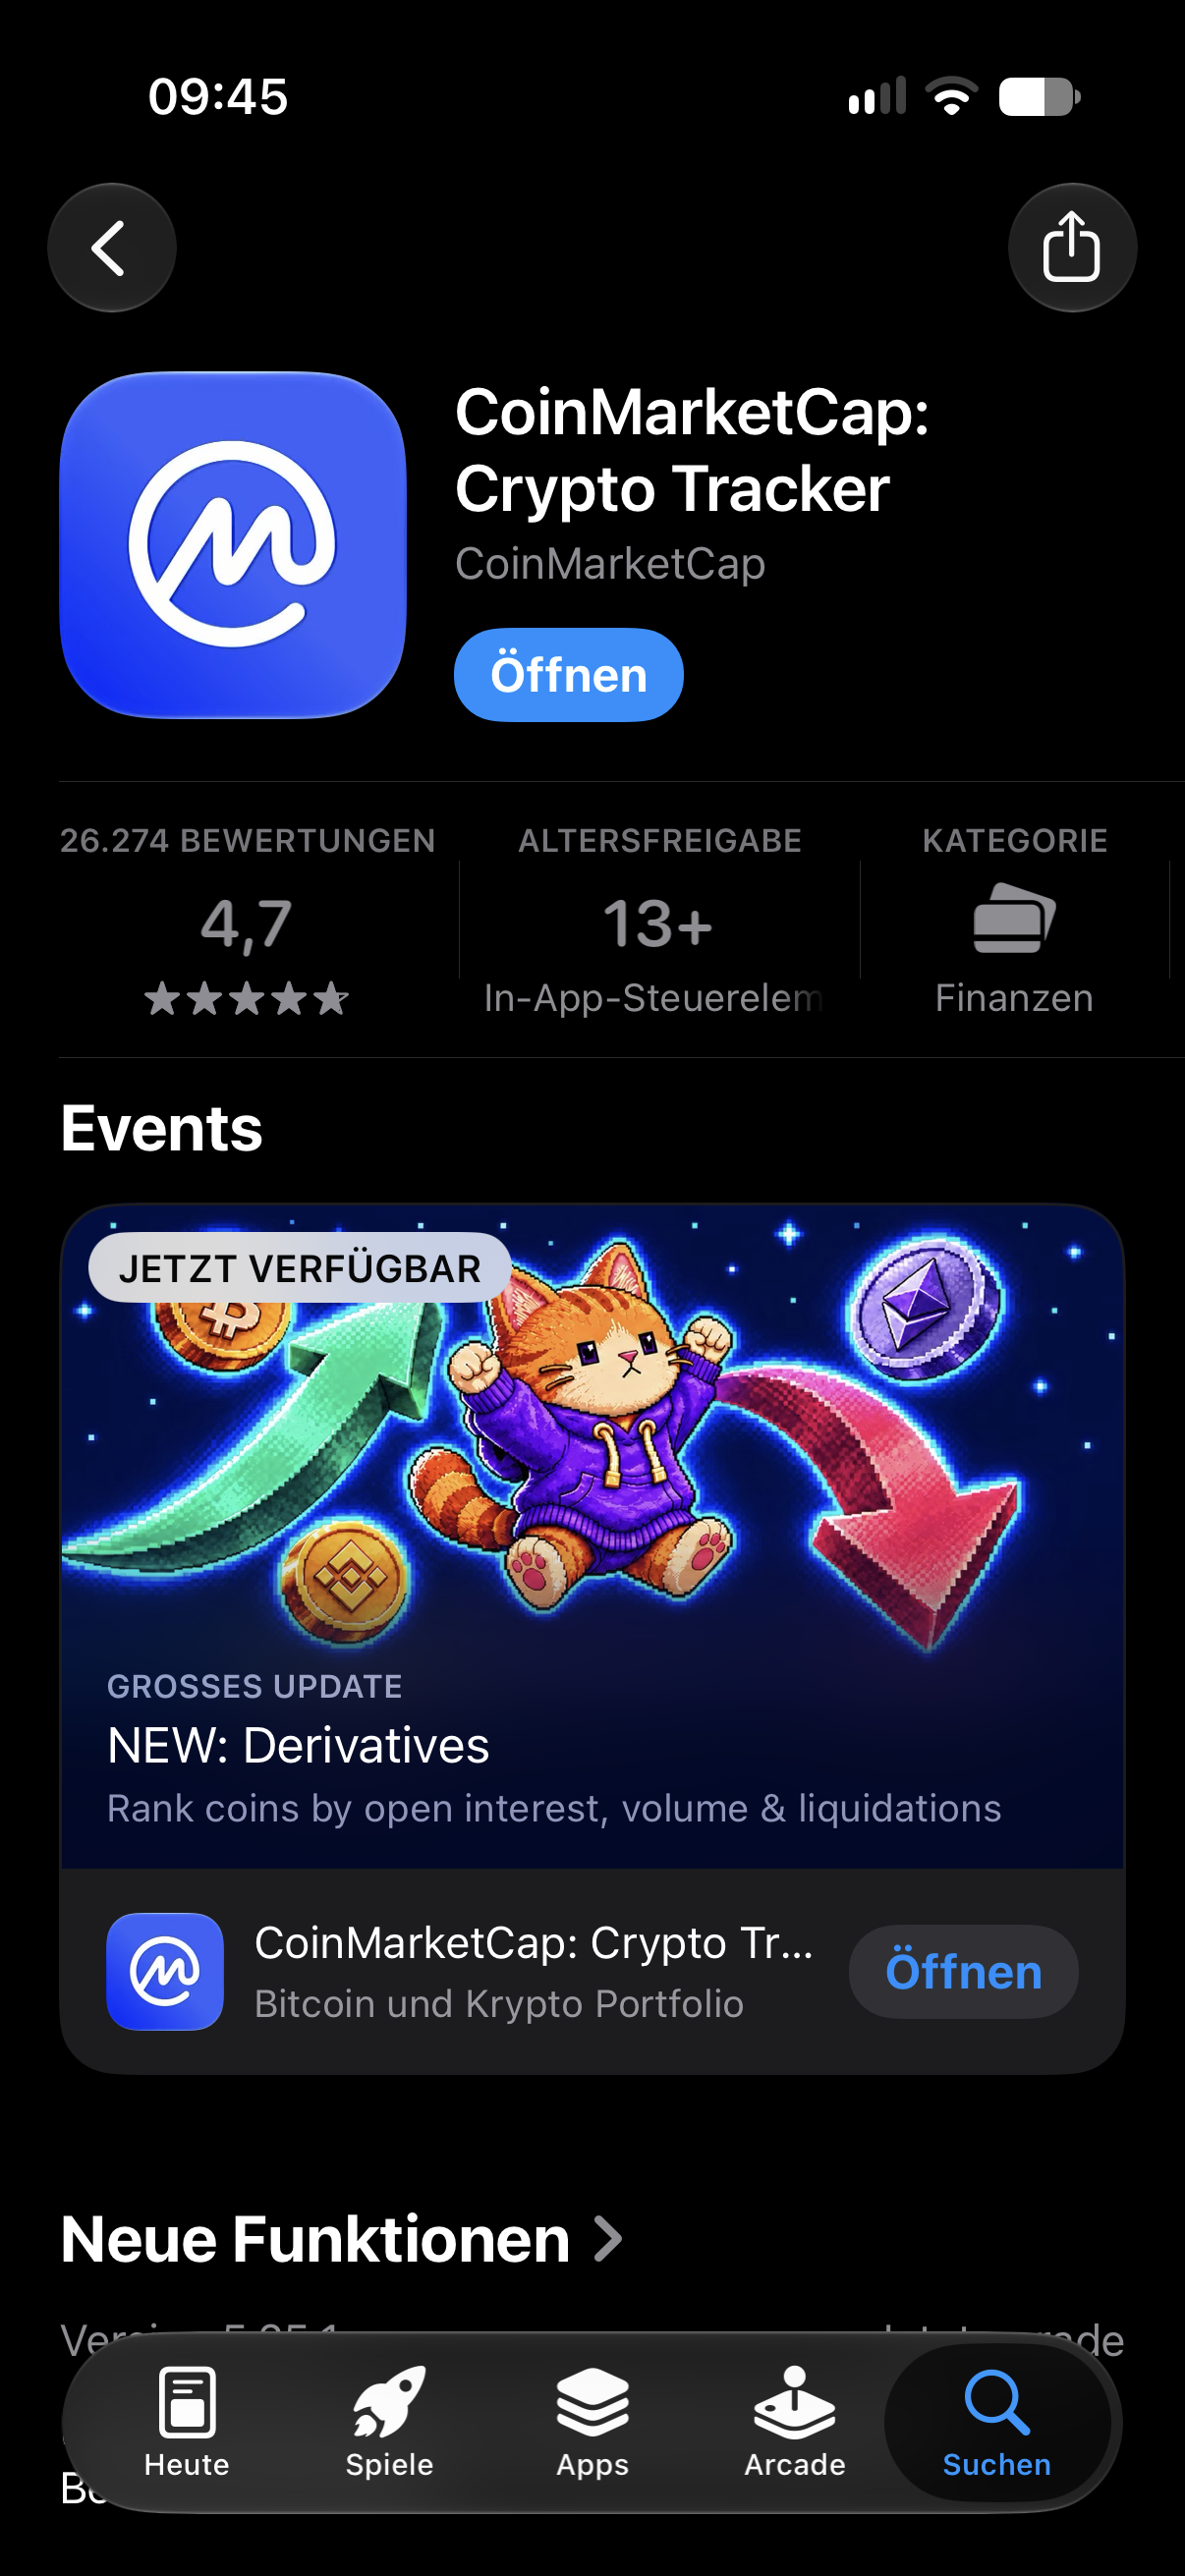 09:45
CoinMarketCap:
Crypto Tracker
CoinMarketCap
Öffnen
26.274 BEWERTUNGEN
4,7
ALTERSFREIGABE
13+
In-App-Steuerelem
KATEGORIE
Finanzen
Events
JETZT VERFÜGBAR
GROSSES UPDATE
NEW: Derivatives
Rank coins by open interest, volume & liquidations
CoinMarketCap: Crypto Tr...
Bitcoin und Krypto Portfolio
Öffnen
Neue Funktionen
Heute
Spiele
Apps
Arcade
Suchen